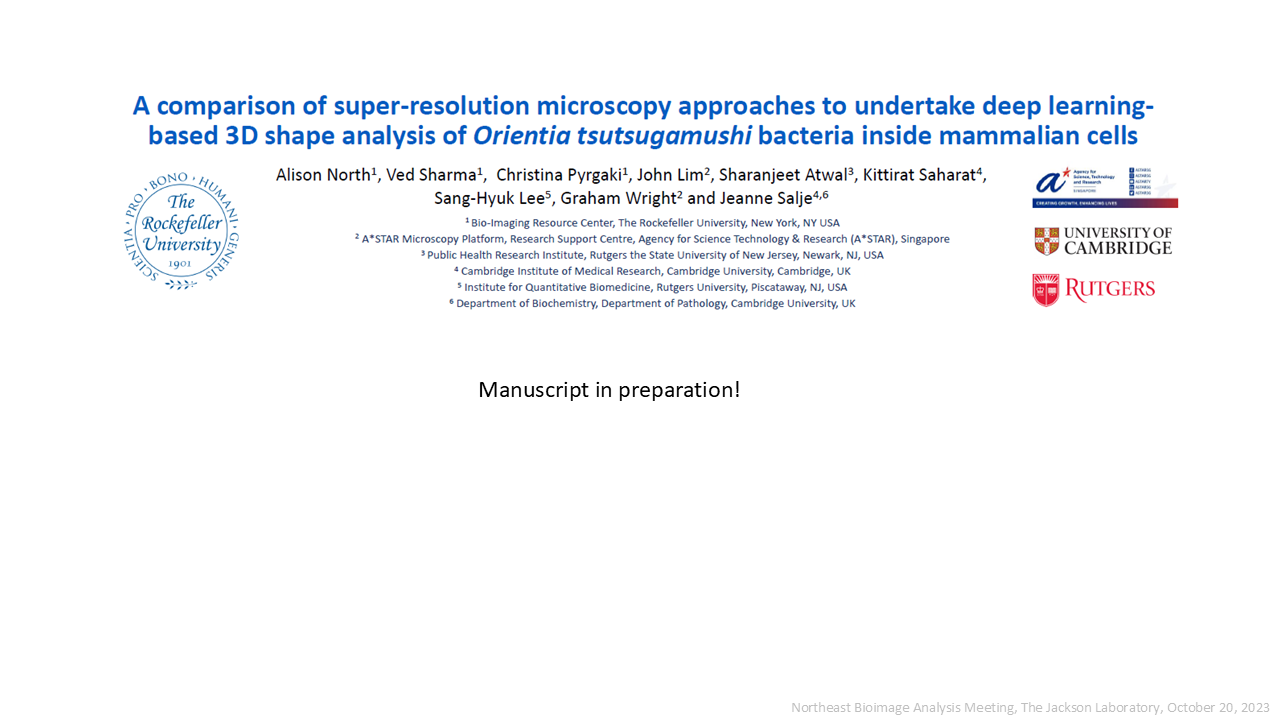 A comparison of super-resolution microscopy approaches to undertake deep learning-
based 3D shape analysis of Orientia tsutsugamushi bacteria inside mammalian cells
Alison North¹, Ved Sharma¹, Christina Pyrgaki¹, John Lim², Sharanjeet Atwal³, Kittirat Saharat⁴,
Sang-Hyuk Lee⁵, Graham Wright² and Jeanne Salje⁴,⁶
¹ Bio-Imaging Resource Center, The Rockefeller University, New York, NY USA
² A*STAR Microscopy Platform, Research Support Centre, Agency for Science Technology & Research (A*STAR), Singapore
³ Public Health Research Institute, Rutgers the State University of New Jersey, Newark, NJ, USA
⁴ Cambridge Institute of Medical Research, Cambridge University, Cambridge, UK
⁵ Institute for Quantitative Biomedicine, Rutgers University, Piscataway, NJ, USA
⁶ Department of Biochemistry, Department of Pathology, Cambridge University, UK
SCIENTIA · PRO · BONO · HUMANI · GENERIS
The
Rockefeller
University
1901
Agency for
Science, Technology
and Research
SINGAPORE
CREATING GROWTH, ENHANCING LIVES
UNIVERSITY OF
CAMBRIDGE
RUTGERS
Manuscript in preparation!
Northeast Bioimage Analysis Meeting, The Jackson Laboratory, October 20, 2023